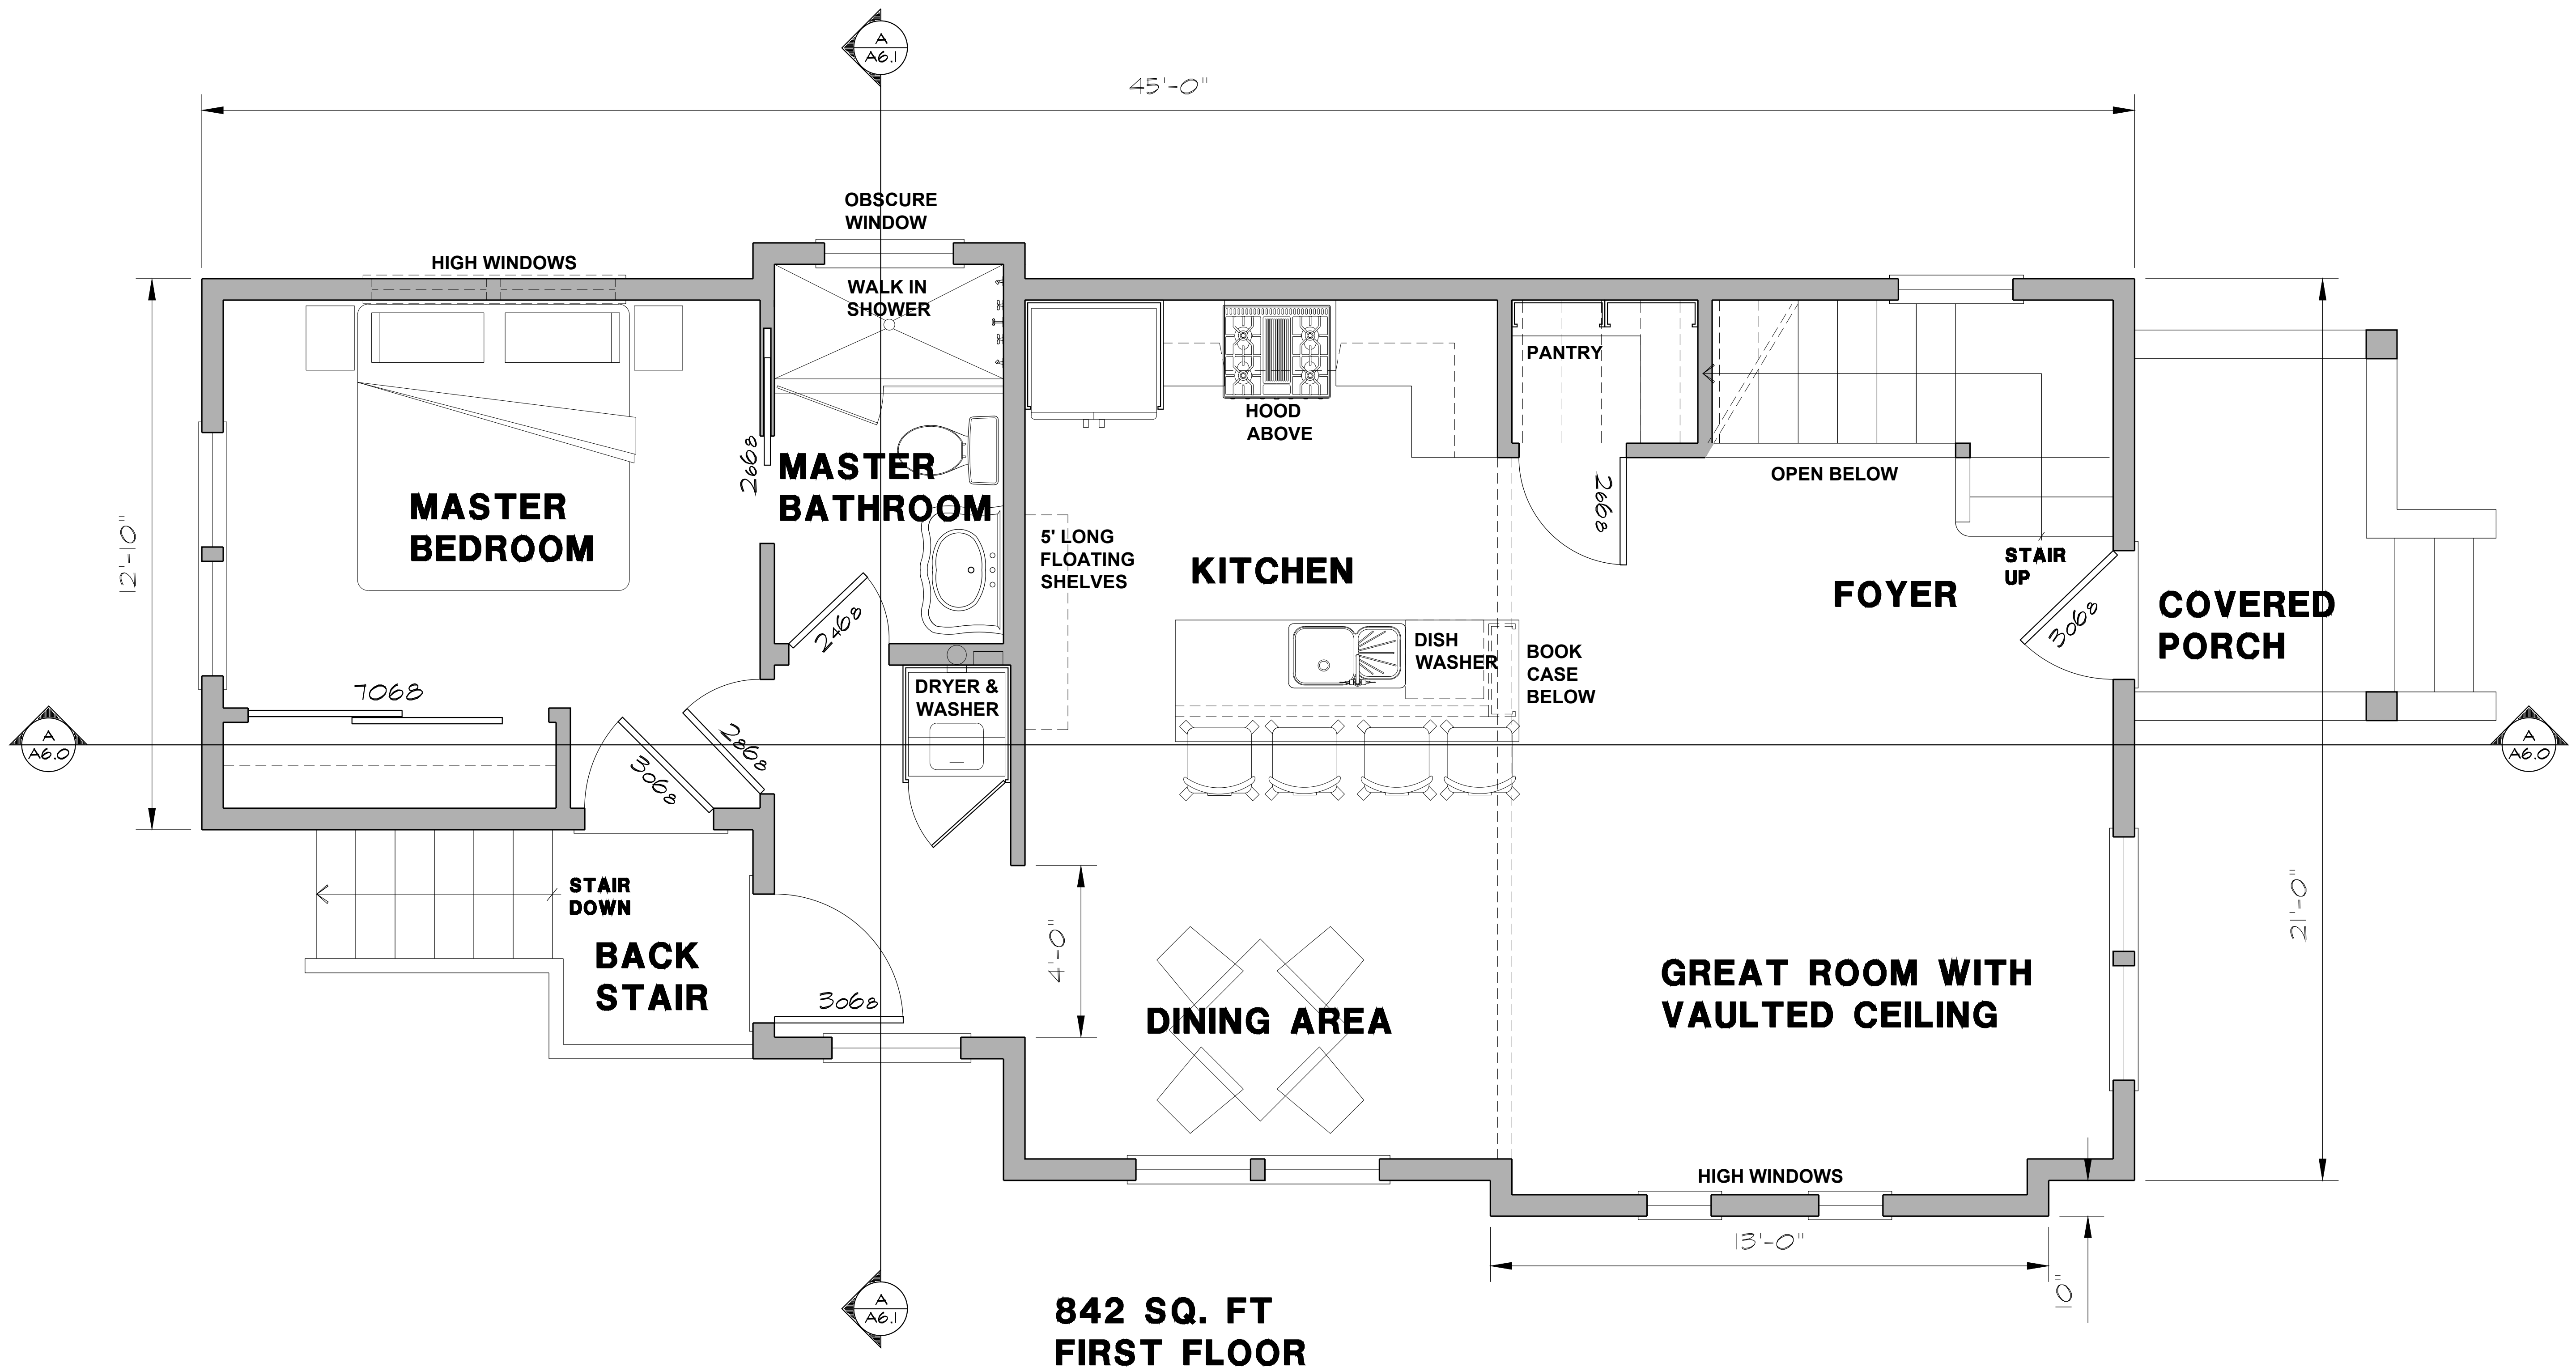 A
A6.1
45'-0"
OBSCURE
WINDOW
HIGH WINDOWS
WALK IN
SHOWER
PANTRY
HOOD
ABOVE
2668
MASTER
BATHROOM
MASTER
BEDROOM
OPEN BELOW
2668
12'-10"
5' LONG
FLOATING
SHELVES
KITCHEN
STAIR
UP
FOYER
3068
COVERED
PORCH
2468
DISH
WASHER
BOOK
CASE
BELOW
7068
DRYER &
WASHER
A
A6.0
2868
3068
A
A6.0
STAIR
DOWN
BACK
STAIR
3068
4'-0"
21'-0"
DINING AREA
GREAT ROOM WITH
VAULTED CEILING
HIGH WINDOWS
13'-0"
10"
A
A6.1
842 SQ. FT
FIRST FLOOR